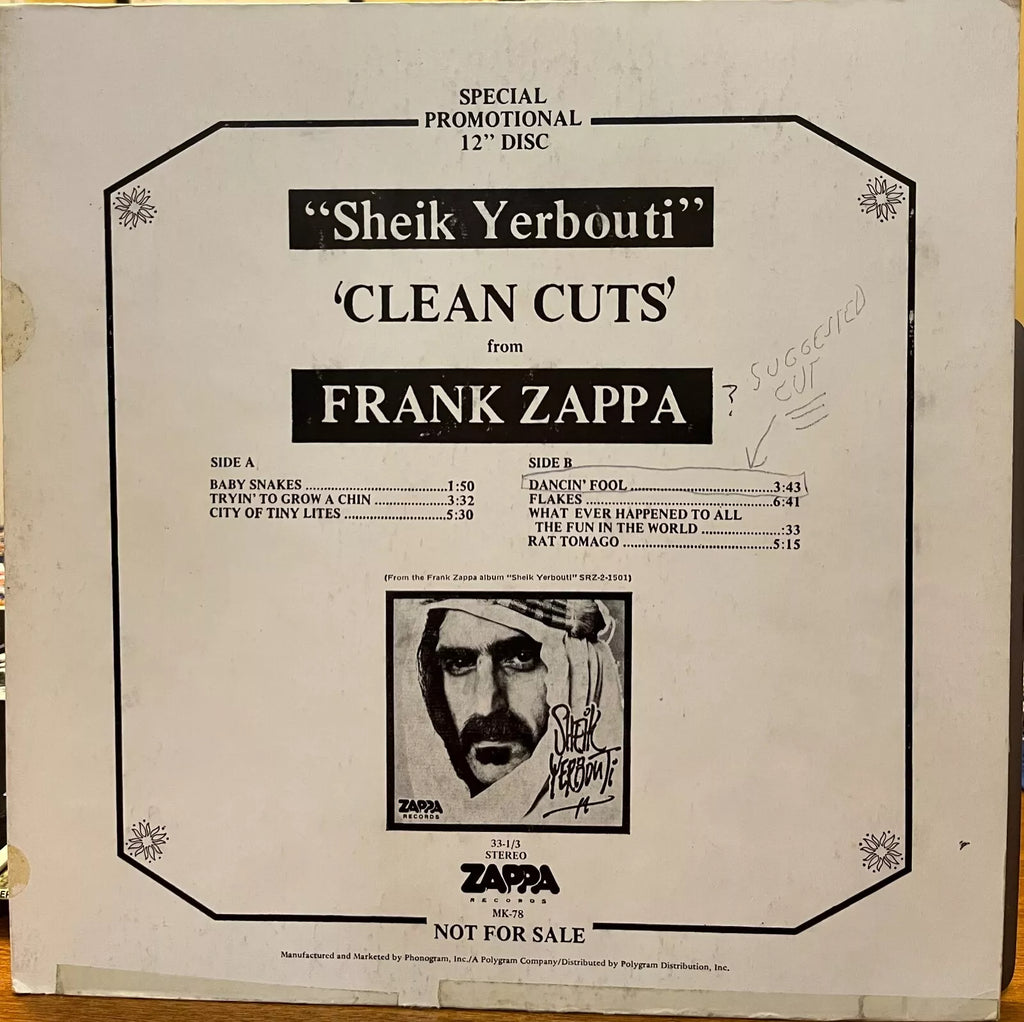 SPECIAL
PROMOTIONAL
12” DISC
“Sheik Yerbouti”
‘CLEAN CUTS’
from
FRANK ZAPPA
? SUGGESTED
CUT
SIDE A
BABY SNAKES ........................................1:50
TRYIN’ TO GROW A CHIN ....................3:32
CITY OF TINY LITES ............................5:30
SIDE B
DANCIN’ FOOL ........................................3:43
FLAKES ..................................................6:41
WHAT EVER HAPPENED TO ALL
THE FUN IN THE WORLD ....................:33
RAT TOMAGO ........................................5:15
(From the Frank Zappa album "Sheik Yerbouti" SRZ-2-1501)
SHEIK
YERBOUTI
ZAPPA
RECORDS
33-1/3
STEREO
ZAPPA
RECORDS
MK-78
NOT FOR SALE
Manufactured and Marketed by Phonogram, Inc./A Polygram Company/Distributed by Polygram Distribution, Inc.